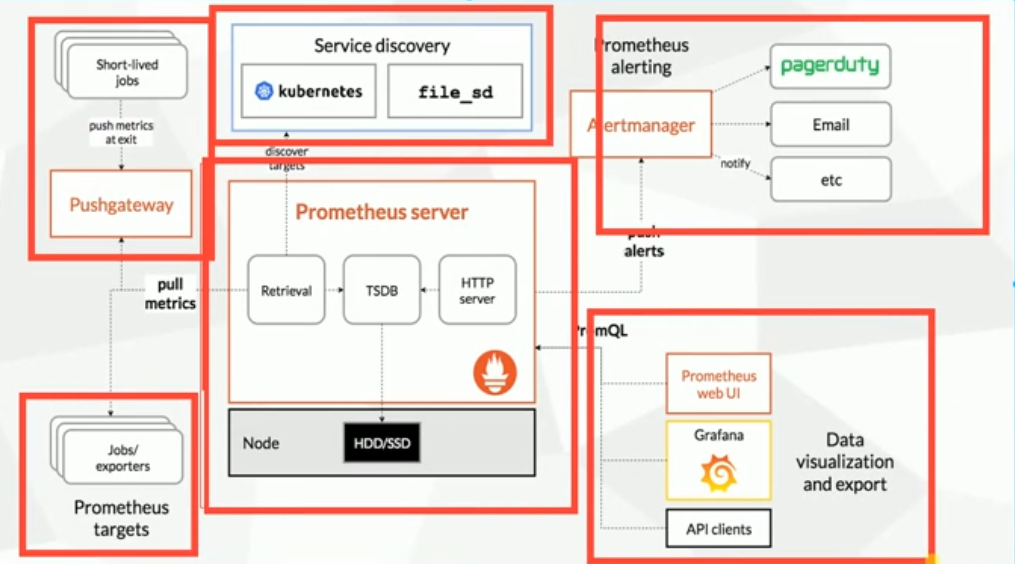 Short-lived
jobs
push metrics
at exit
Pushgateway
Service discovery
kubernetes
file_sd
discover
targets
Prometheus
alerting
Alertmanager
pagerduty
Email
notify
etc
push
alerts
Prometheus server
Retrieval
TSDB
HTTP
server
pull
metrics
Node
HDD/SSD
Jobs/
exporters
Prometheus
targets
PromQL
Prometheus
web UI
Grafana
API clients
Data
visualization
and export